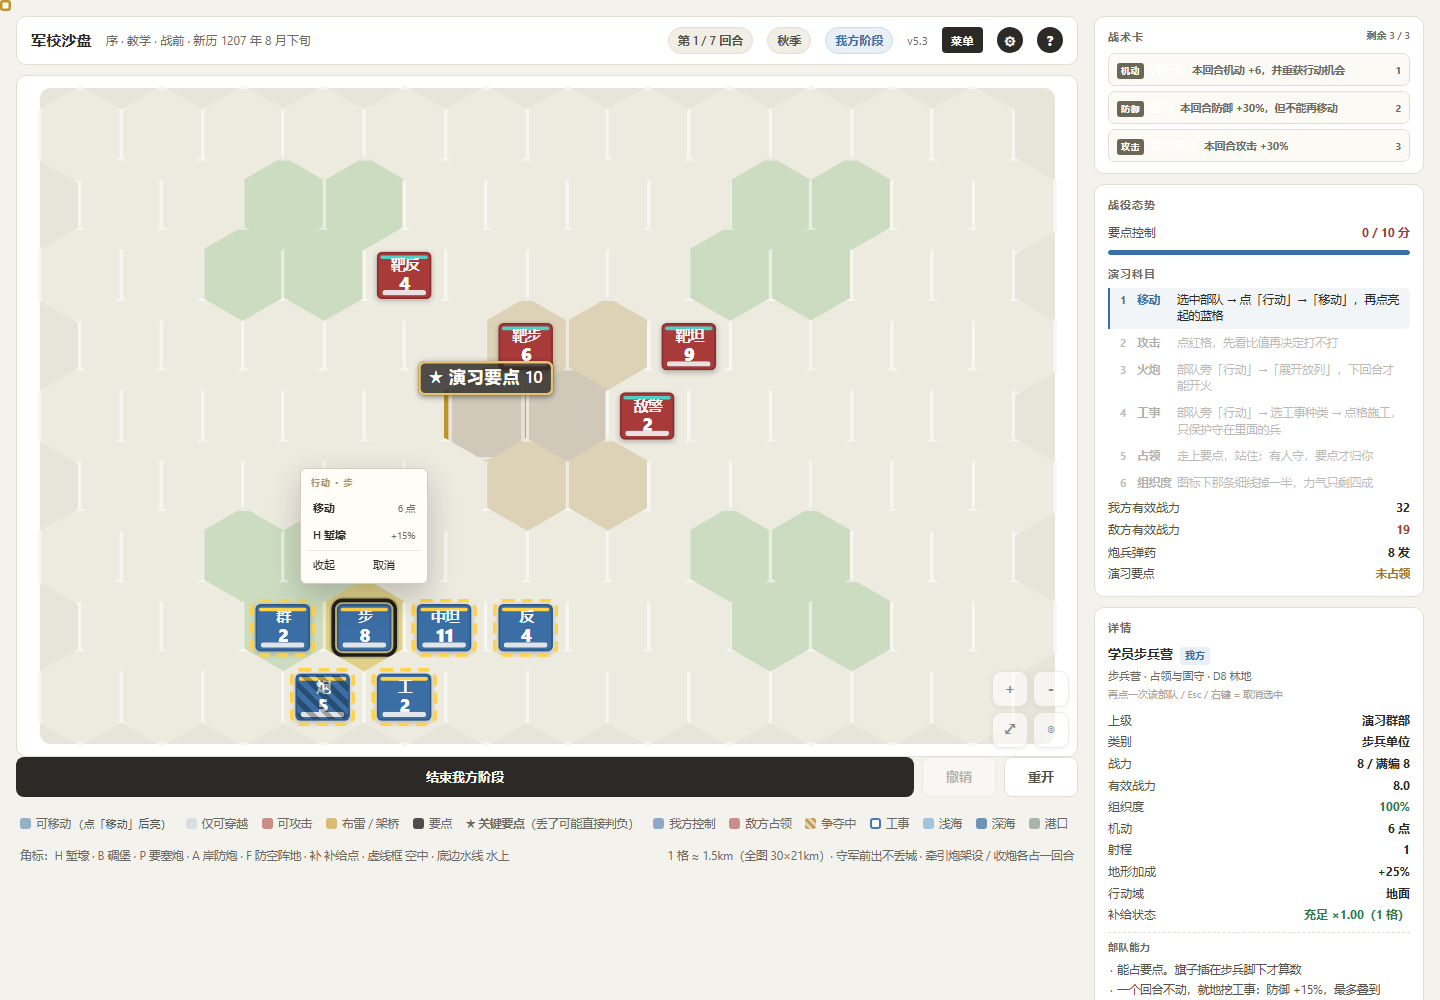 军校沙盘
序 · 教学 · 战前 · 新历 1207 年 8 月下旬
第 1 / 7 回合
秋季
我方阶段
v5.3
菜单
?
靶反
4
靶步
6
靶坦
9
★ 演习要点 10
敌警
2
行动 · 步
移动 6 点
H 堑壕 +15%
收起 取消
群
2
步
8
中坦
11
反
4
炮
5
工
2
+
-
结束我方阶段
撤销
重开
可移动（点「移动」后亮）
仅可穿越
可攻击
布雷 / 架桥
要点
★ 关键要点（丢了可能直接判负）
我方控制
敌方占领
争夺中
工事
浅海
深海
港口
角标：H 堑壕 · B 碉堡 · P 要塞炮 · A 岸防炮 · F 防空阵地 · 补 补给点 · 虚线框 空中 · 底边水线 水上
1 格 ≈ 1.5km（全图 30×21km）· 守军前出不丢城 · 牵引炮架设 / 收炮各占一回合
战术卡
剩余 3 / 3
机动 本回合机动 +6，并重获行动机会 1
防御 本回合防御 +30%，但不能再移动 2
攻击 本回合攻击 +30% 3
战役态势
要点控制 0 / 10 分
演习科目
1 移动 选中部队 → 点「行动」→「移动」，再点亮
起的蓝格
2 攻击 点红格，先看比值再决定打不打
3 火炮 部队旁「行动」→「展开放列」，下回合才
能开火
4 工事 部队旁「行动」→ 选工事种类 → 点格施工，
只保护守在里面的兵
5 占领 走上要点，站住；有人守，要点才归你
6 组织度 图标下那条细线掉一半，力气只剩四成
我方有效战力 32
敌方有效战力 19
炮兵弹药 8 发
演习要点 未占领
详情
学员步兵营 我方
步兵营 · 占领与固守 · D8 林地
再点一次该部队 / Esc / 右键 = 取消选中
上级 演习群部
类别 步兵单位
战力 8 / 满编 8
有效战力 8.0
组织度 100%
机动 6 点
射程 1
地形加成 +25%
行动域 地面
补给状态 充足 ×1.00（1 格）
部队能力
· 能占要点。旗子插在步兵脚下才算数
· 一个回合不动，就地挖工事：防御 +15%，最多叠到